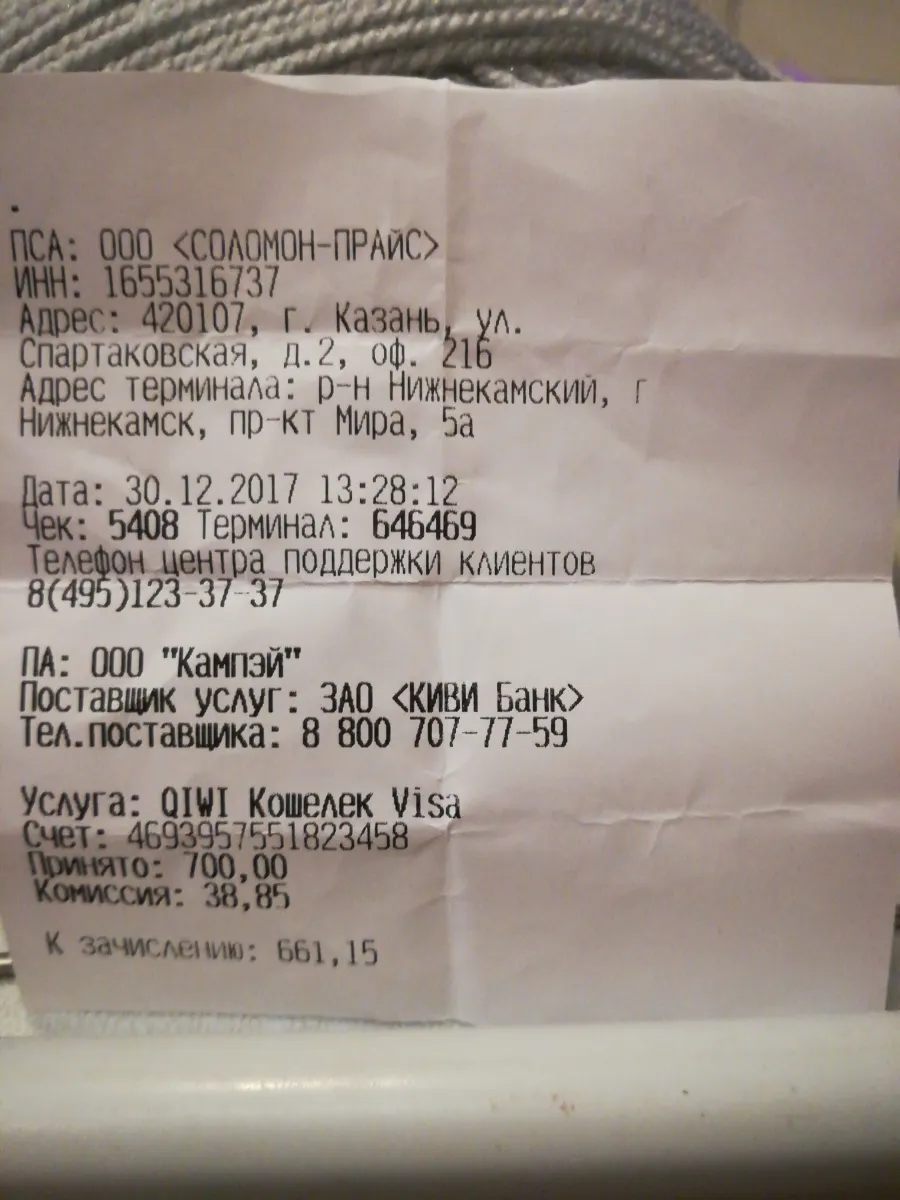 ПСА: ООО <СОЛОМОН-ПРАЙС>
ИНН: 1655316737
Адрес: 420107, г. Казань, ул.
Спартаковская, д.2, оф. 216
Адрес терминала: р-н Нижнекамский, г
Нижнекамск, пр-кт Мира, 5а
Дата: 30.12.2017 13:28:12
Чек: 5408 Терминал: 646469
Телефон центра поддержки клиентов
8(495)123-37-37
ПА: ООО "Кампэй"
Поставщик услуг: ЗАО <КИВИ Банк>
Тел.поставщика: 8 800 707-77-59
Услуга: QIWI Кошелек Visa
Счет: 4693957551823458
Принято: 700,00
Комиссия: 38,85
К зачислению: 661,15